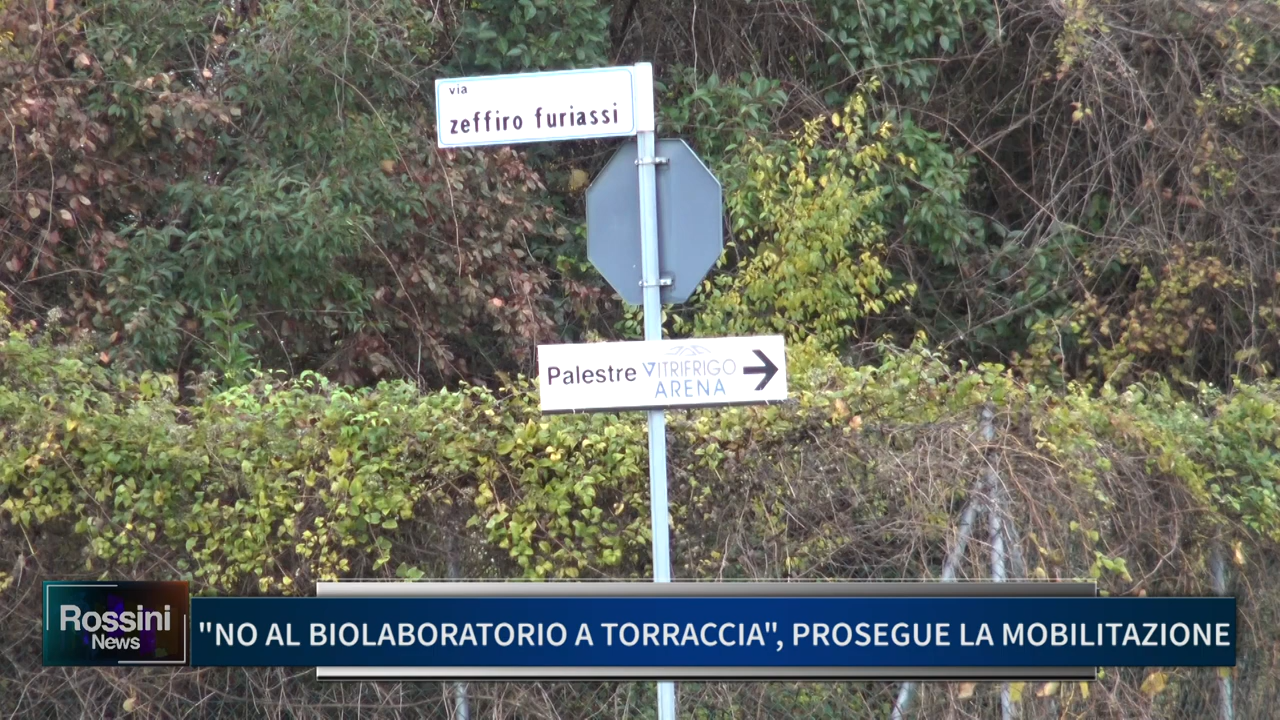 via
zeffiro furiassi
Palestre VITRIFRIGO
ARENA
Rossini
News
"NO AL BIOLABORATORIO A TORRACCIA", PROSEGUE LA MOBILITAZIONE